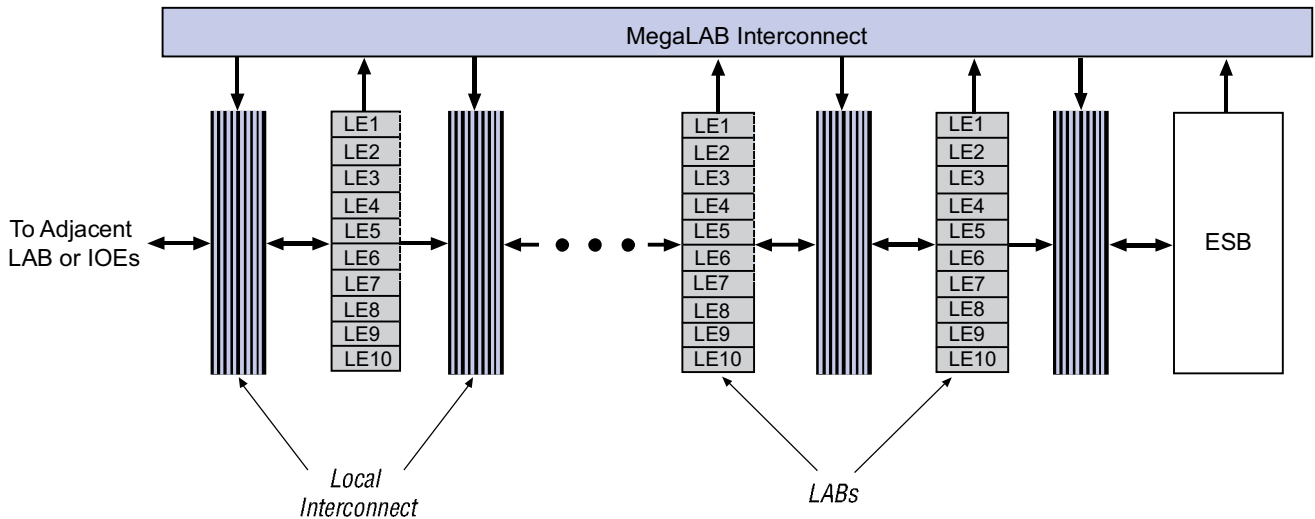 MegaLAB Interconnect
LE1
LE2
LE3
LE4
LE5
LE6
LE7
LE8
LE9
LE10
LE1
LE2
LE3
LE4
LE5
LE6
LE7
LE8
LE9
LE10
LE1
LE2
LE3
LE4
LE5
LE6
LE7
LE8
LE9
LE10
To Adjacent
LAB or IOEs
ESB
Local
Interconnect
LABs